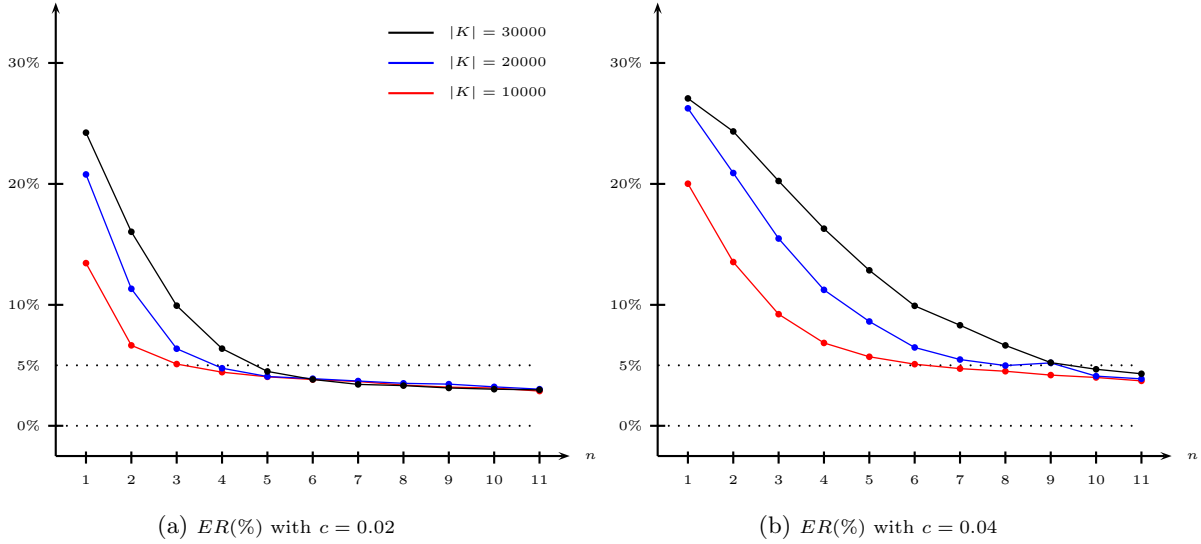 |K| = 30000
|K| = 20000
|K| = 10000
30%
20%
10%
5%
0%
1 2 3 4 5 6 7 8 9 10 11 n
(a) ER(%) with c = 0.02
30%
20%
10%
5%
0%
1 2 3 4 5 6 7 8 9 10 11 n
(b) ER(%) with c = 0.04